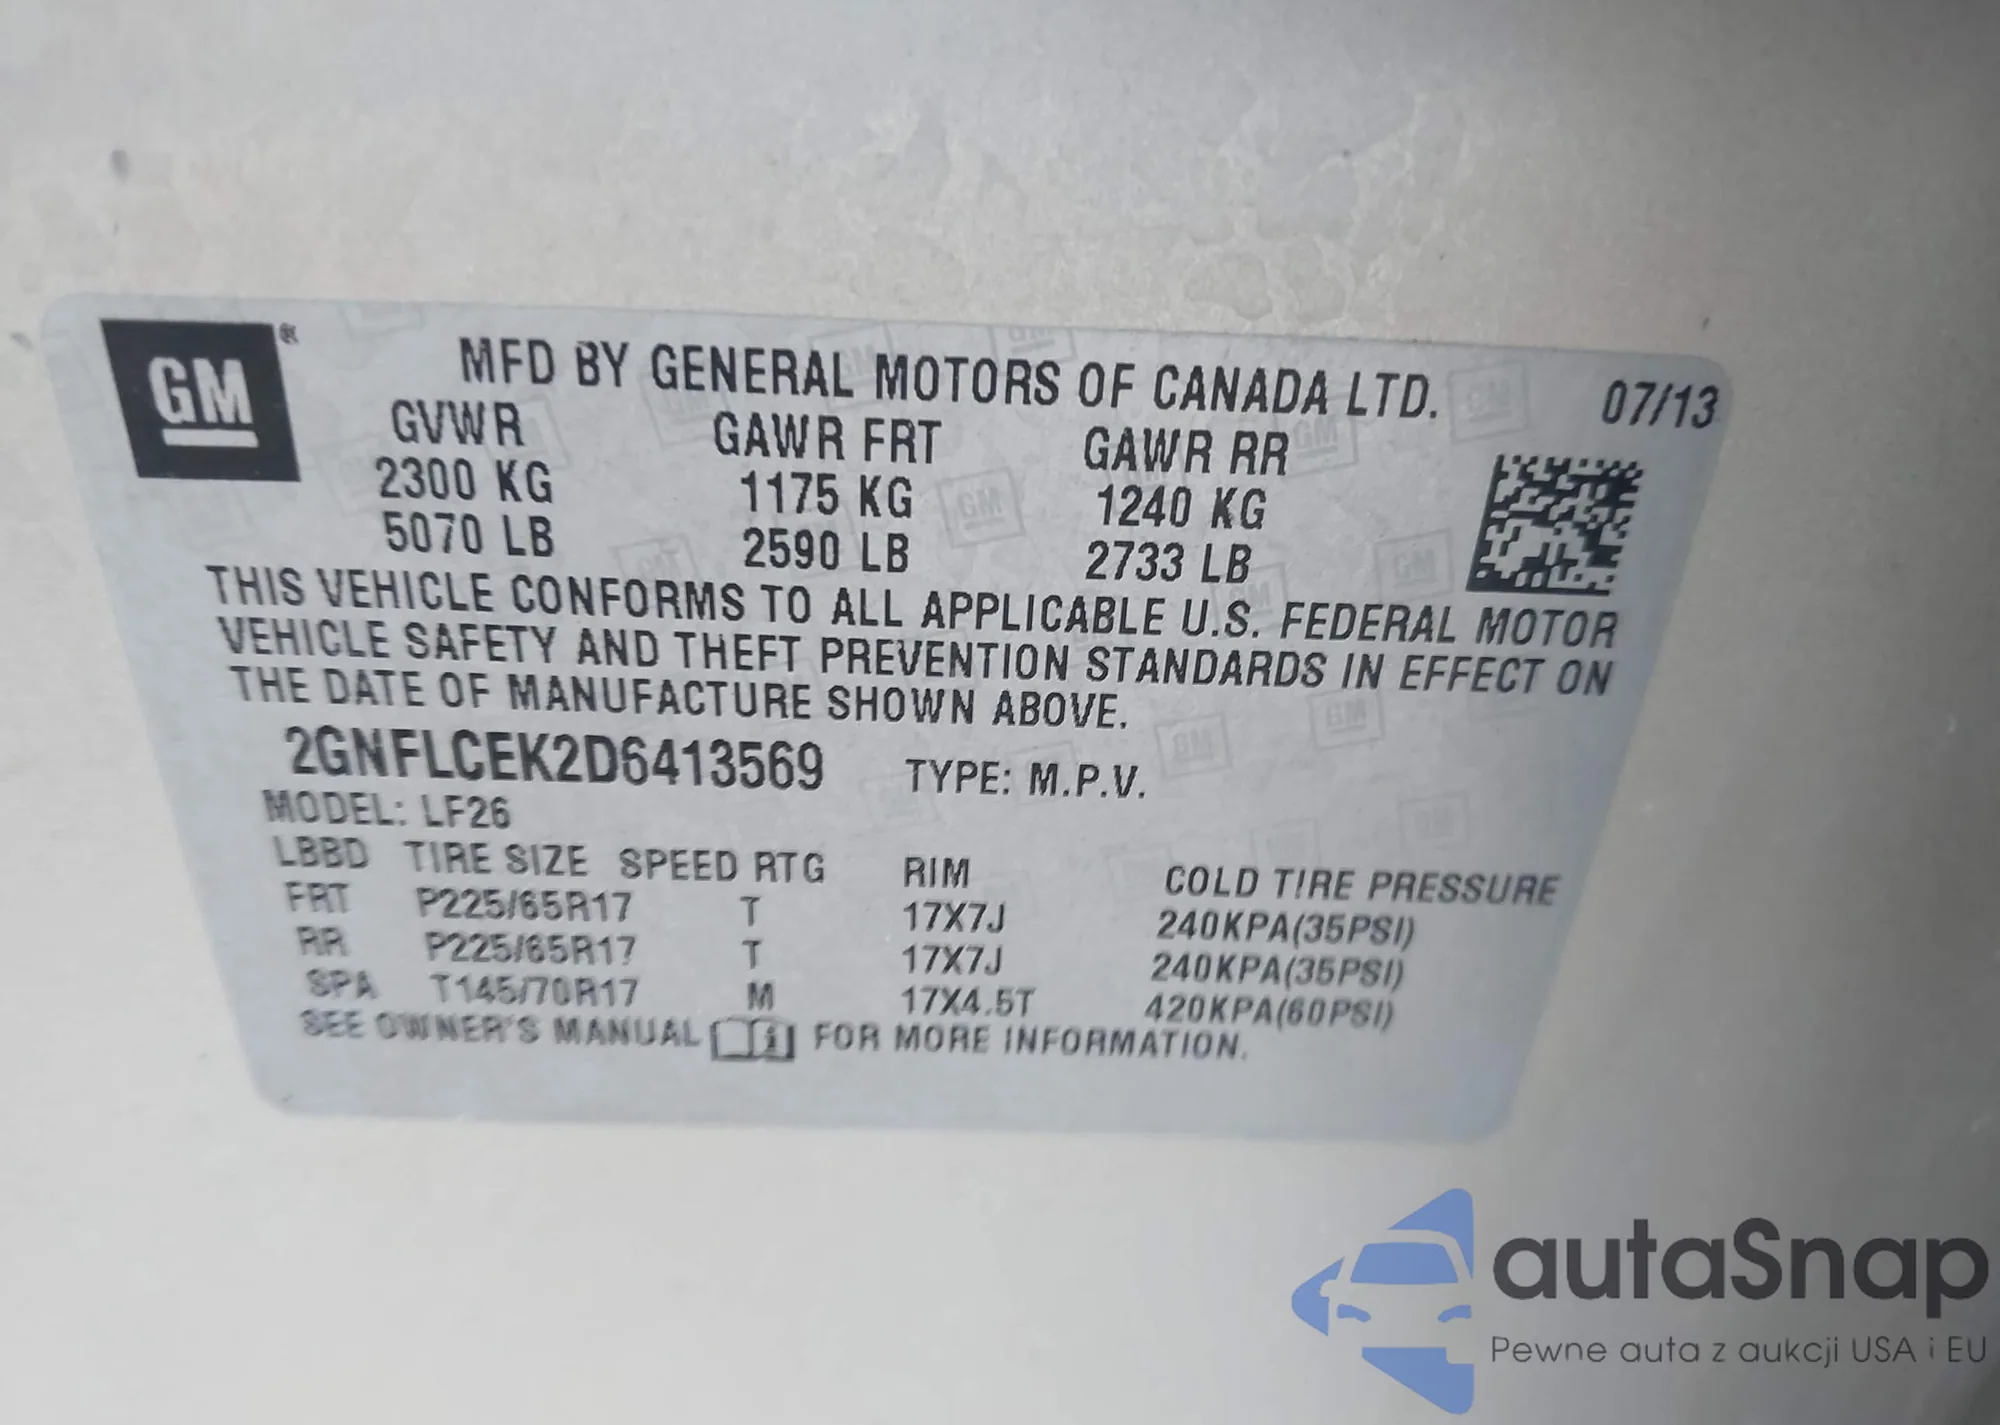 GM®
MFD BY GENERAL MOTORS OF CANADA LTD. 07/13
GVWR GAWR FRT GAWR RR
2300 KG 1175 KG 1240 KG
5070 LB 2590 LB 2733 LB
THIS VEHICLE CONFORMS TO ALL APPLICABLE U.S. FEDERAL MOTOR
VEHICLE SAFETY AND THEFT PREVENTION STANDARDS IN EFFECT ON
THE DATE OF MANUFACTURE SHOWN ABOVE.
2GNFLCEK2D6413569 TYPE: M.P.V.
MODEL: LF26
LBBD TIRE SIZE SPEED RTG RIM COLD TIRE PRESSURE
FRT P225/65R17 T 17X7J 240KPA(35PSI)
RR P225/65R17 T 17X7J 240KPA(35PSI)
SPA T145/70R17 M 17X4.5T 420KPA(60PSI)
SEE OWNER'S MANUAL FOR MORE INFORMATION.
autaSnap
Pewne auta z aukcji USA i EU